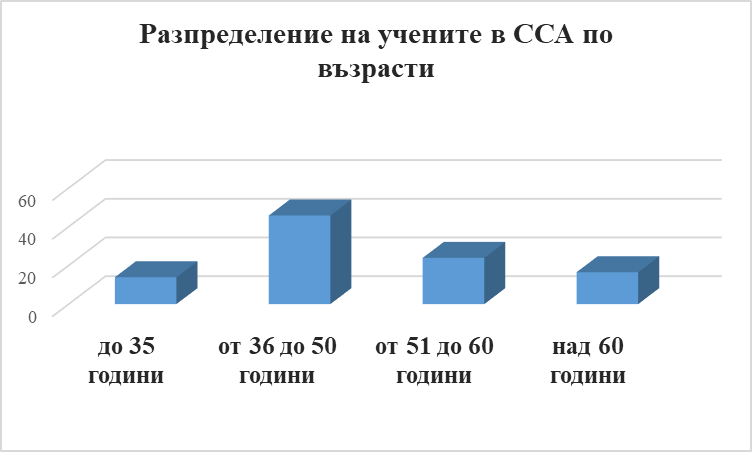 Разпределение на учените в ССА по
възрасти
60
40
20
0
до 35
години
от 36 до 50
години
от 51 до 60
години
над 60
години